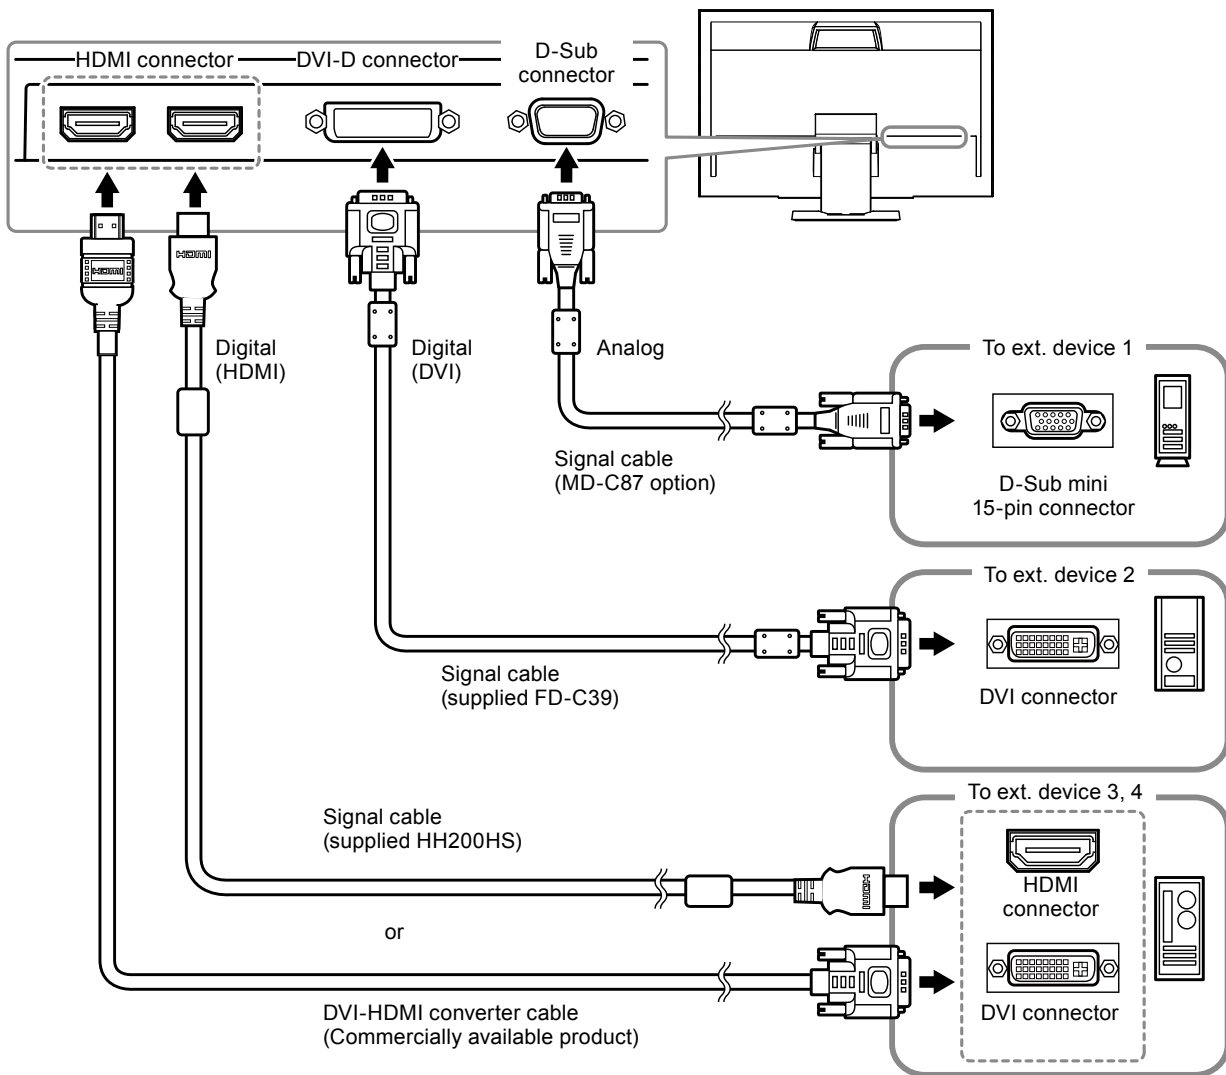 HDMI connector
DVI-D connector
D-Sub
connector
HDMI
HDMI
Digital
(HDMI)
Digital
(DVI)
Analog
To ext. device 1
Signal cable
(MD-C87 option)
D-Sub mini
15-pin connector
To ext. device 2
Signal cable
(supplied FD-C39)
DVI connector
To ext. device 3, 4
Signal cable
(supplied HH200HS)
HDMI
HDMI
connector
or
DVI-HDMI converter cable
(Commercially available product)
DVI connector